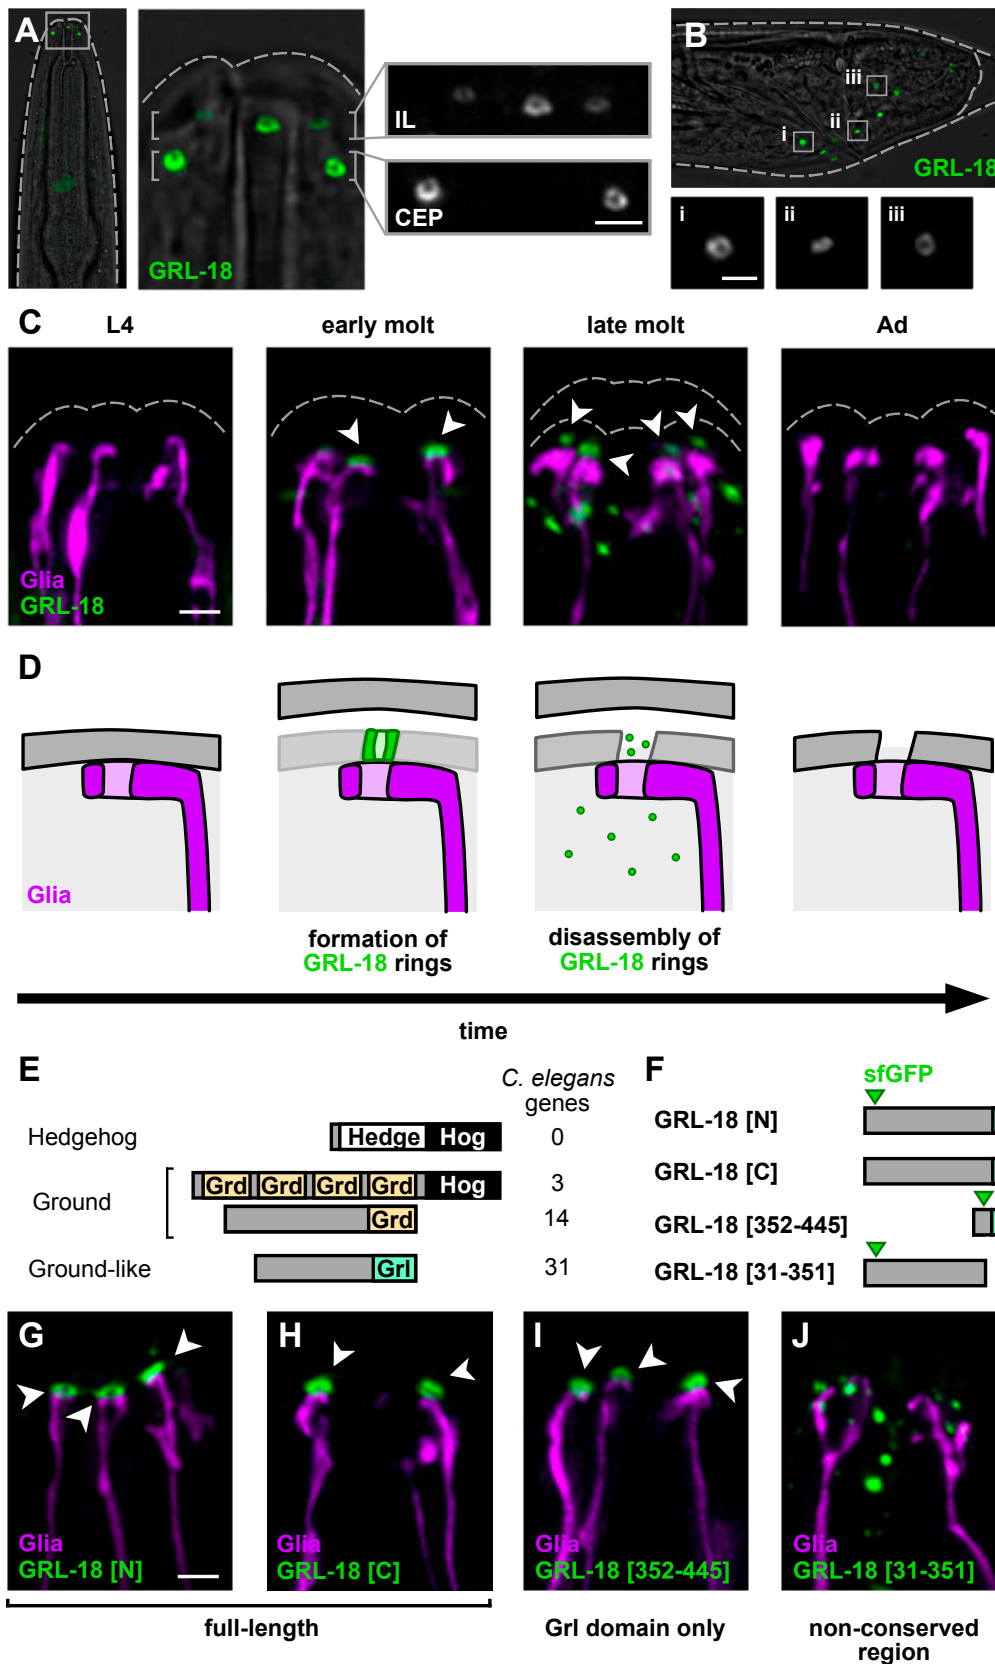 A
IL
CEP
GRL-18
B
iii
ii
i
GRL-18
i
ii
iii
C
L4
early molt
late molt
Ad
Glia
GRL-18
D
Glia
formation of
GRL-18 rings
disassembly of
GRL-18 rings
time
E
C. elegans
genes
Hedgehog
Hedge Hog
0
Ground
Grd Grd Grd Grd Hog
3
Grd
14
Ground-like
Grl
31
F
sfGFP
GRL-18 [N]
GRL-18 [C]
GRL-18 [352-445]
GRL-18 [31-351]
G
Glia
GRL-18 [N]
H
Glia
GRL-18 [C]
I
Glia
GRL-18 [352-445]
J
Glia
GRL-18 [31-351]
full-length
Grl domain only
non-conserved
region